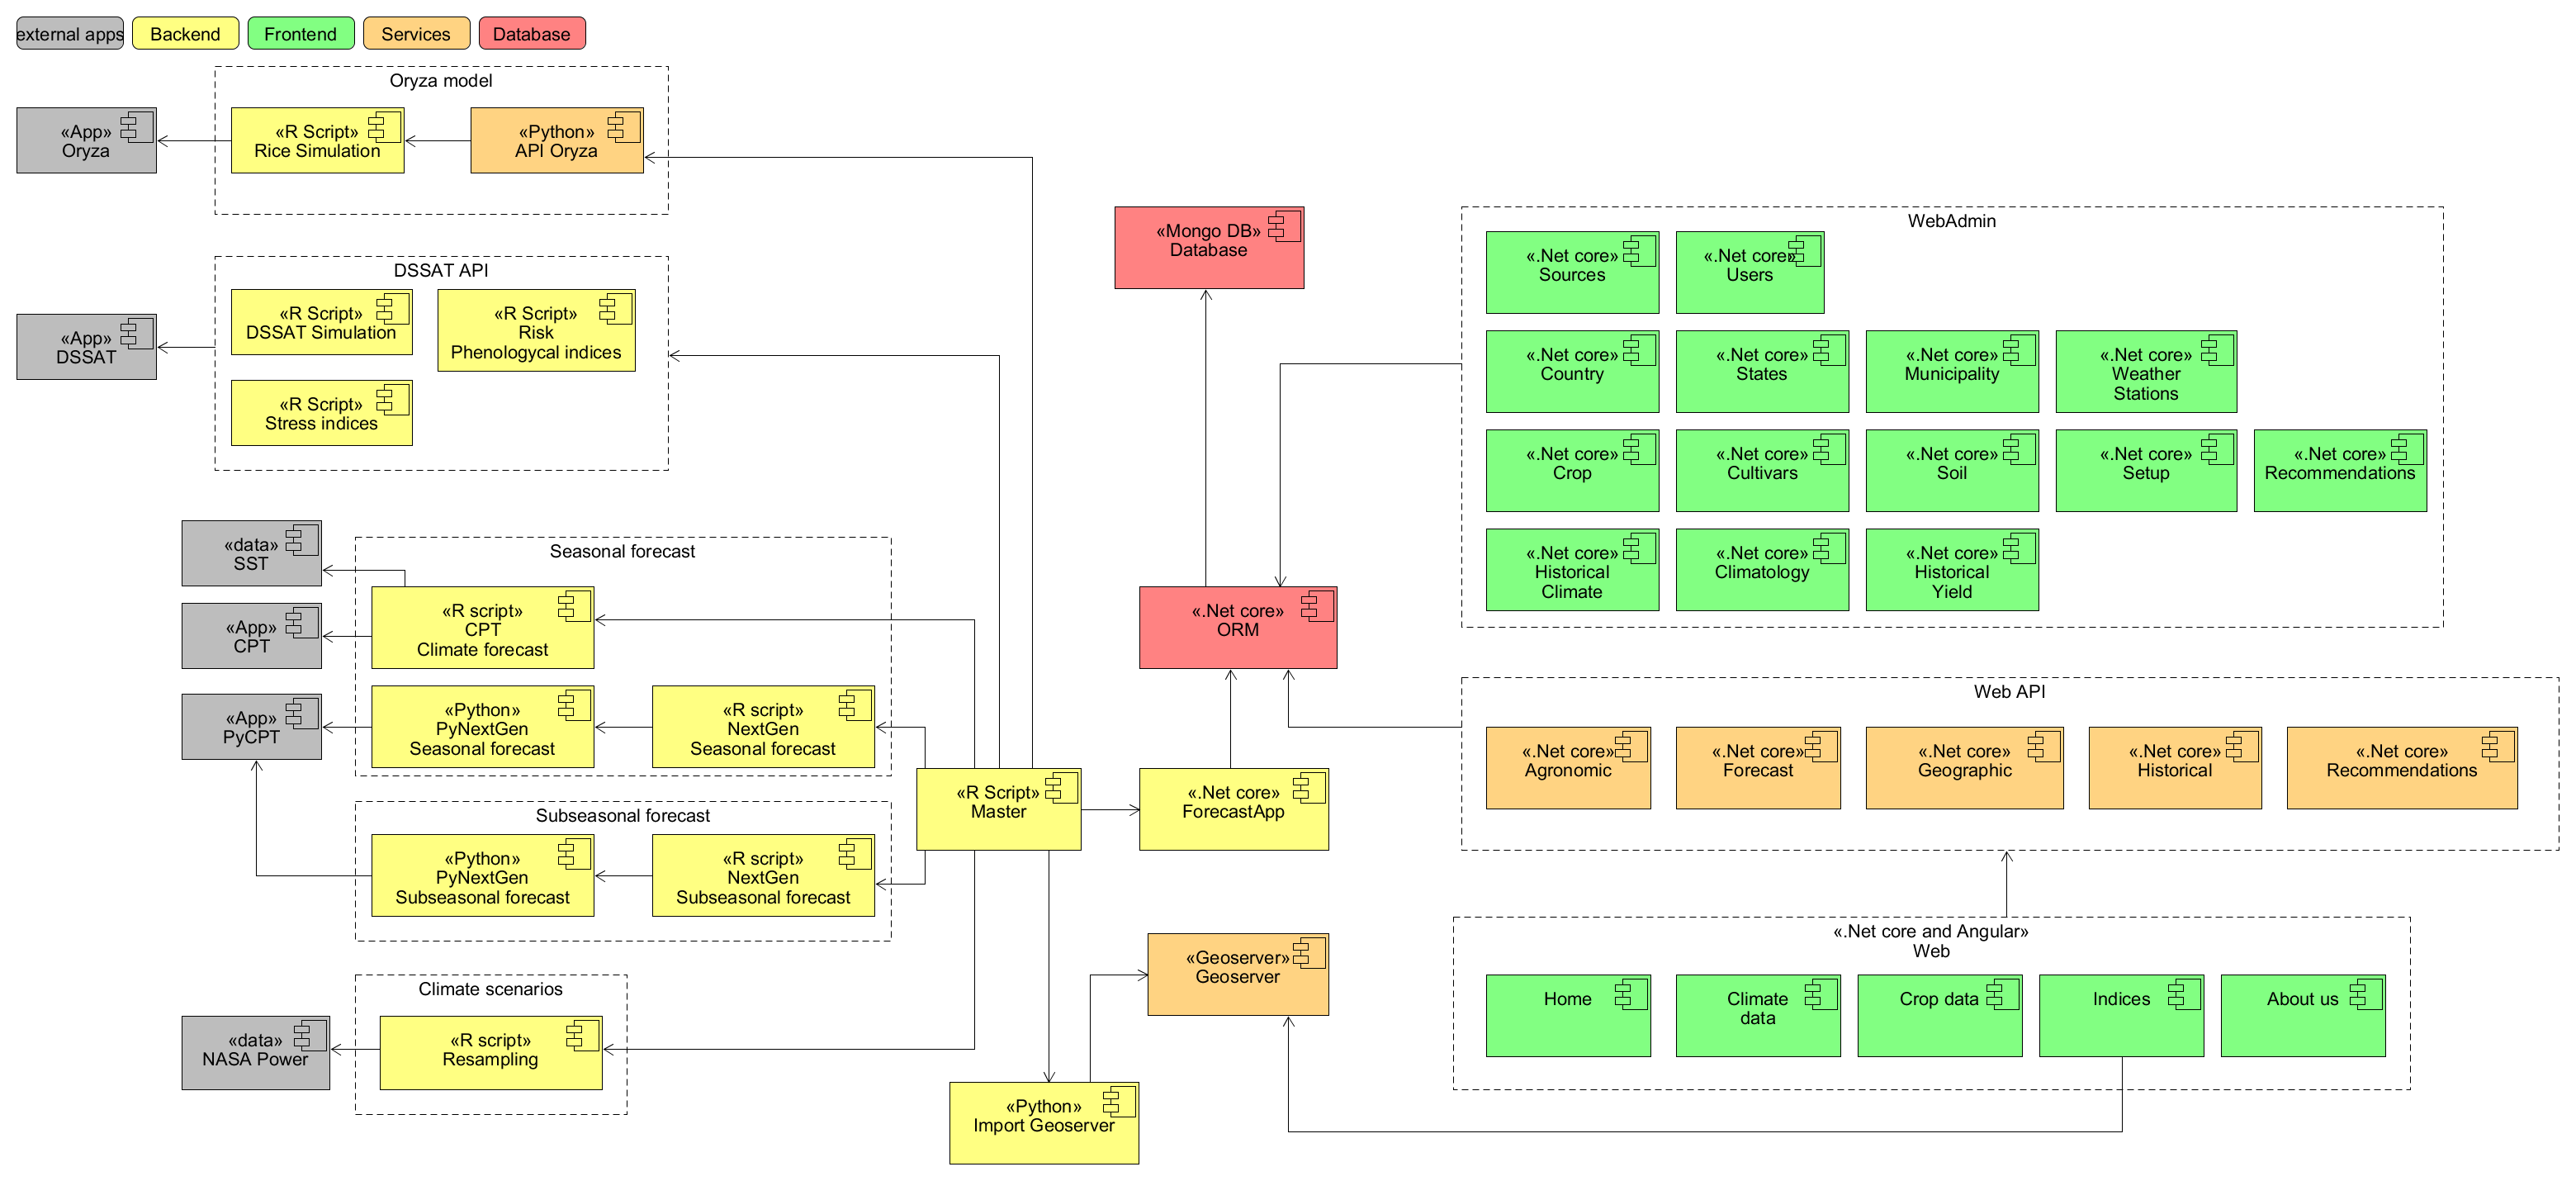 external apps
Backend
Frontend
Services
Database
Oryza model
«App»
Oryza
«R Script»
Rice Simulation
«Python»
API Oryza
DSSAT API
«App»
DSSAT
«R Script»
DSSAT Simulation
«R Script»
Risk
Phenologycal indices
«R Script»
Stress indices
«data»
SST
«App»
CPT
«App»
PyCPT
Seasonal forecast
«R script»
CPT
Climate forecast
«Python»
PyNextGen
Seasonal forecast
«R script»
NextGen
Seasonal forecast
Subseasonal forecast
«Python»
PyNextGen
Subseasonal forecast
«R script»
NextGen
Subseasonal forecast
Climate scenarios
«data»
NASA Power
«R script»
Resampling
«R Script»
Master
«.Net core»
ForecastApp
«Mongo DB»
Database
«.Net core»
ORM
«Geoserver»
Geoserver
«Python»
Import Geoserver
WebAdmin
«.Net core»
Sources
«.Net core»
Users
«.Net core»
Country
«.Net core»
States
«.Net core»
Municipality
«.Net core»
Weather
Stations
«.Net core»
Crop
«.Net core»
Cultivars
«.Net core»
Soil
«.Net core»
Setup
«.Net core»
Recommendations
«.Net core»
Historical
Climate
«.Net core»
Climatology
«.Net core»
Historical
Yield
Web API
«.Net core»
Agronomic
«.Net core»
Forecast
«.Net core»
Geographic
«.Net core»
Historical
«.Net core»
Recommendations
«.Net core and Angular»
Web
Home
Climate
data
Crop data
Indices
About us